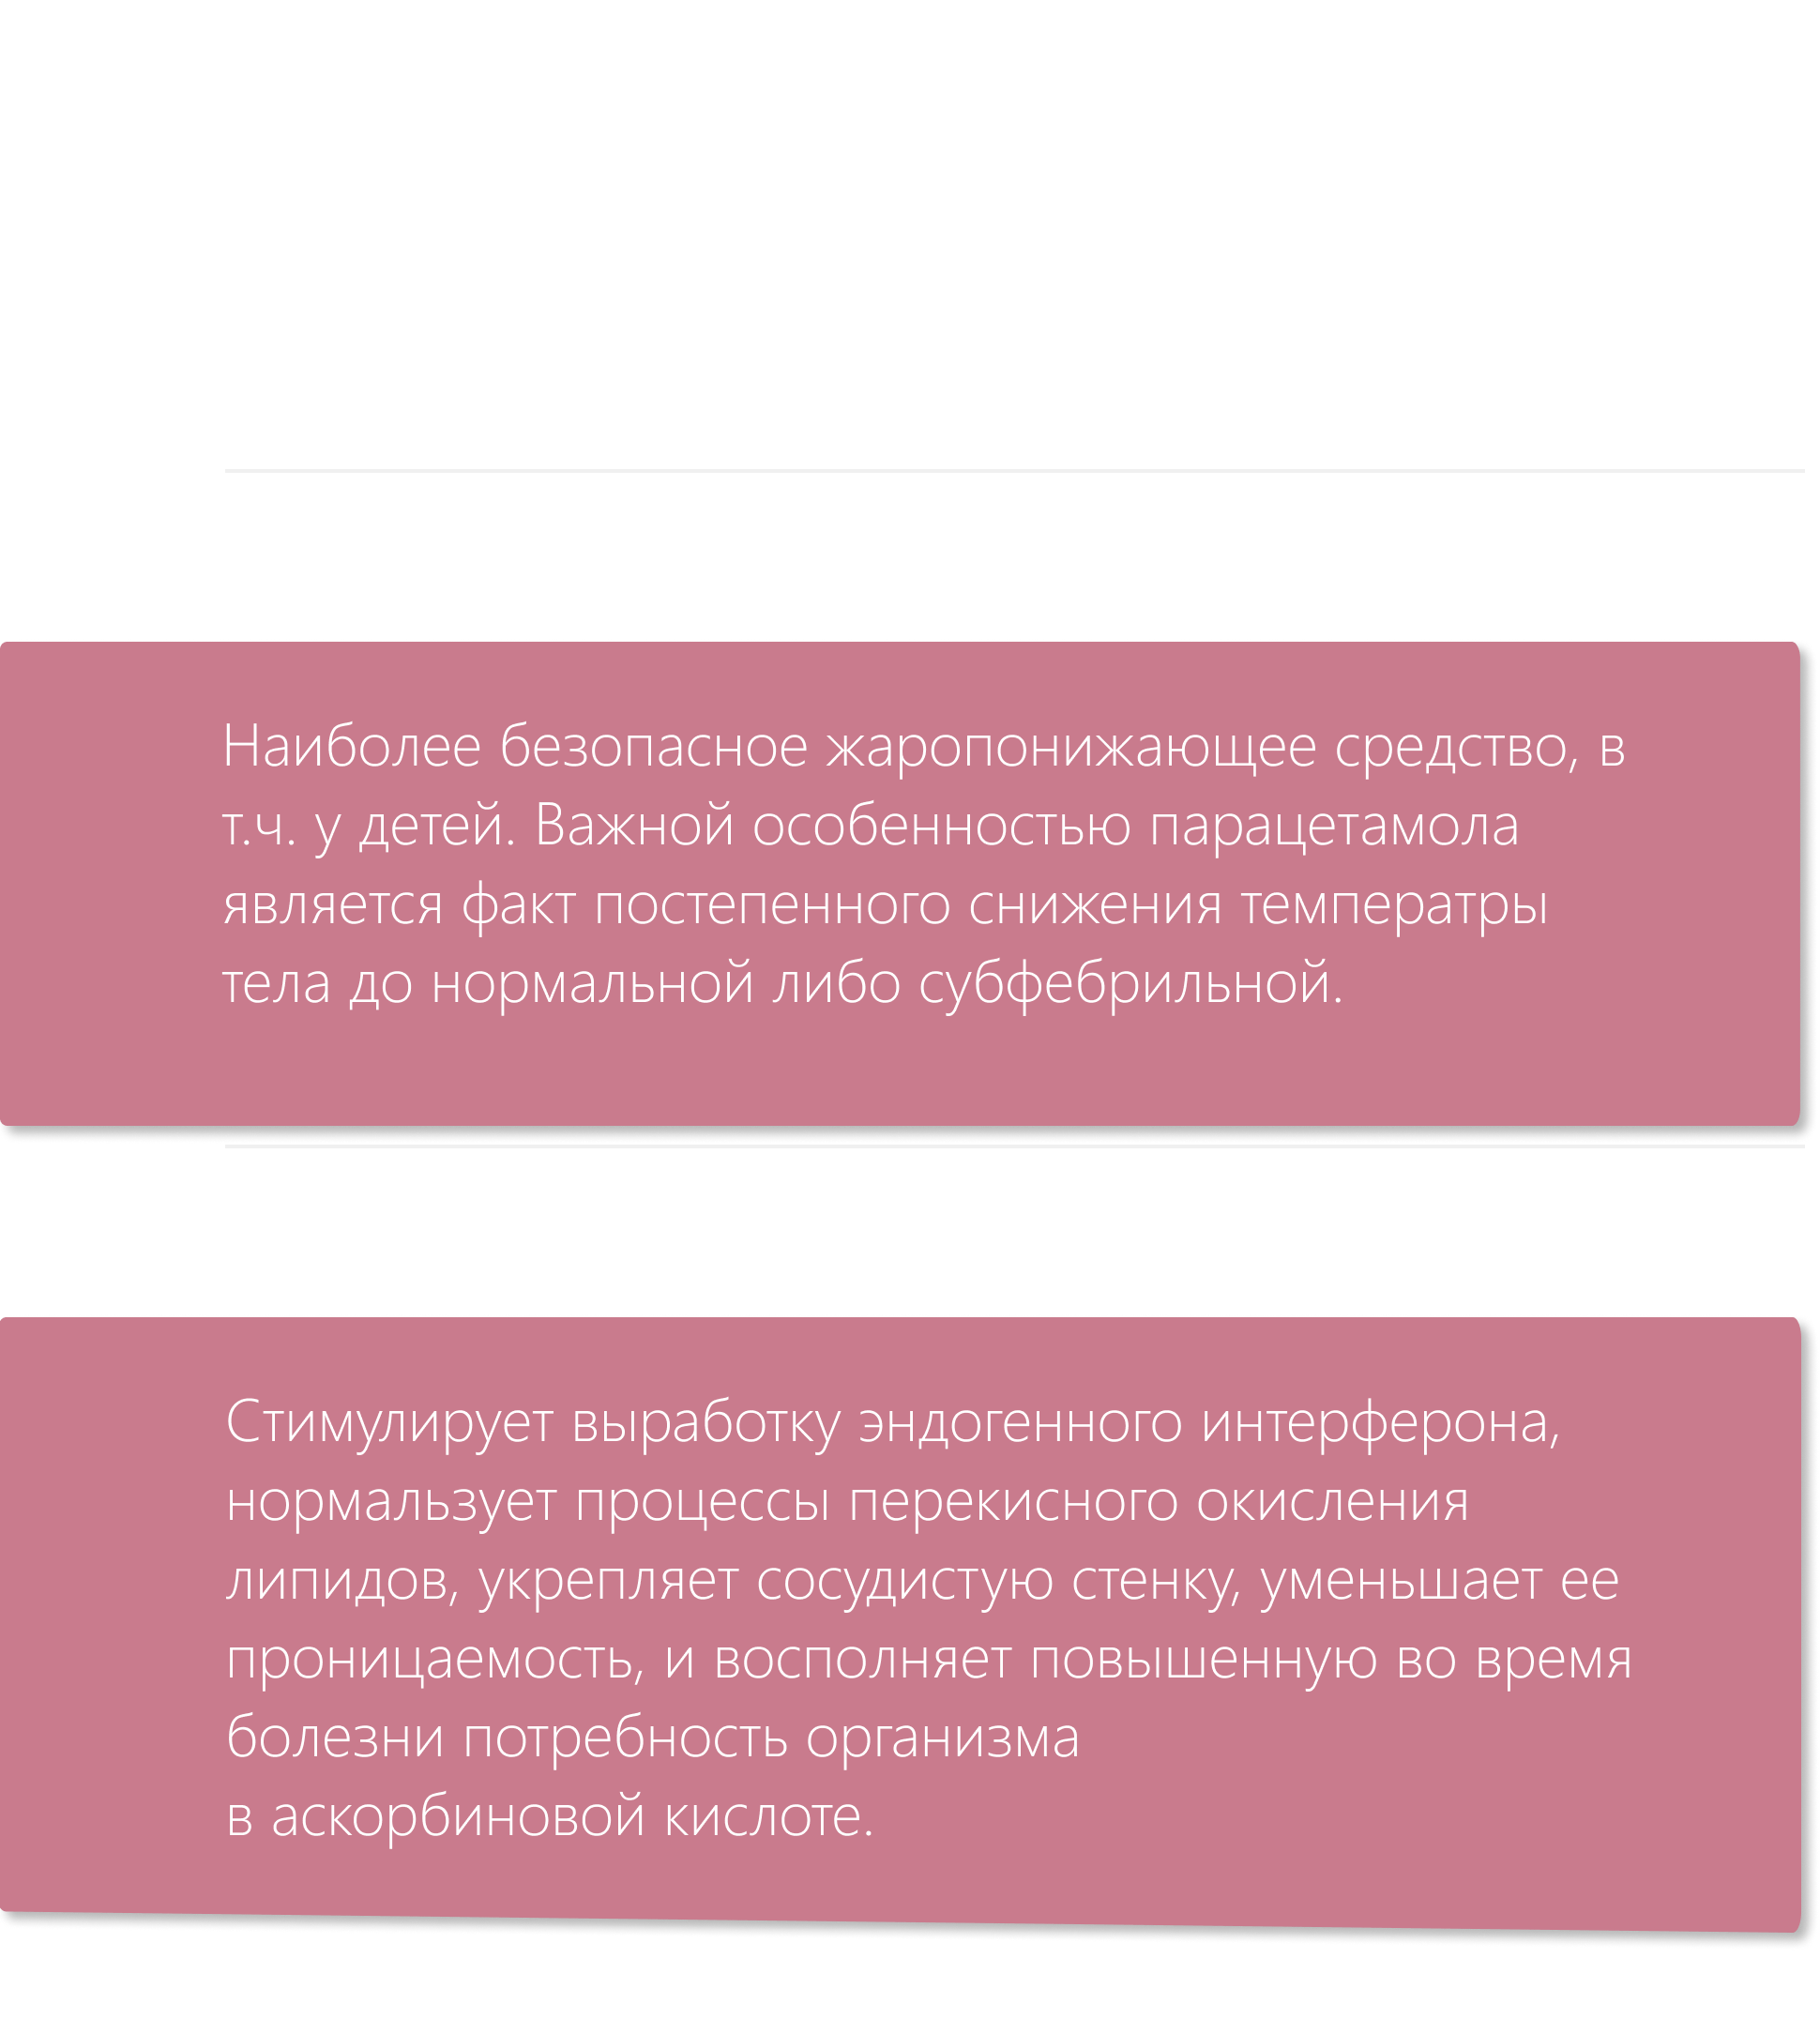 Наиболее безопасное жаропонижающее средство, в
т.ч. у детей. Важной особенностью парацетамола
является факт постепенного снижения температры
тела до нормальной либо субфебрильной.
Стимулирует выработку эндогенного интерферона,
нормальзует процессы перекисного окисления
липидов, укрепляет сосудистую стенку, уменьшает ее
проницаемость, и восполняет повышенную во время
болезни потребность организма
в аскорбиновой кислоте.